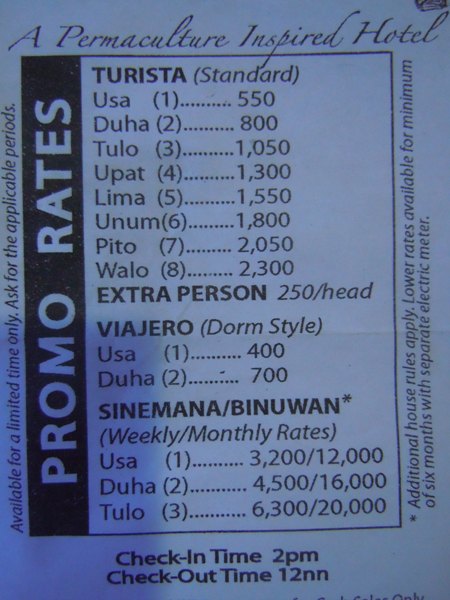 A Permaculture Inspired Hotel
Available for a limited time only. Ask for the applicable periods.
PROMO RATES
TURISTA (Standard)
Usa (1).......... 550
Duha (2)......... 800
Tulo (3)..........1,050
Upat (4)..........1,300
Lima (5)..........1,550
Unum(6)..........1,800
Pito (7).......... 2,050
Walo (8).......... 2,300
EXTRA PERSON 250/head
VIAJERO (Dorm Style)
Usa (1).......... 400
Duha (2).......... 700
SINEMANA/BINUWAN*
(Weekly/Monthly Rates)
Usa (1)........... 3,200/12,000
Duha (2)........... 4,500/16,000
Tulo (3)........... 6,300/20,000
* Additional house rules apply. Lower rates available for minimum
of six months with separate electric meter.
Check-In Time 2pm
Check-Out Time 12nn